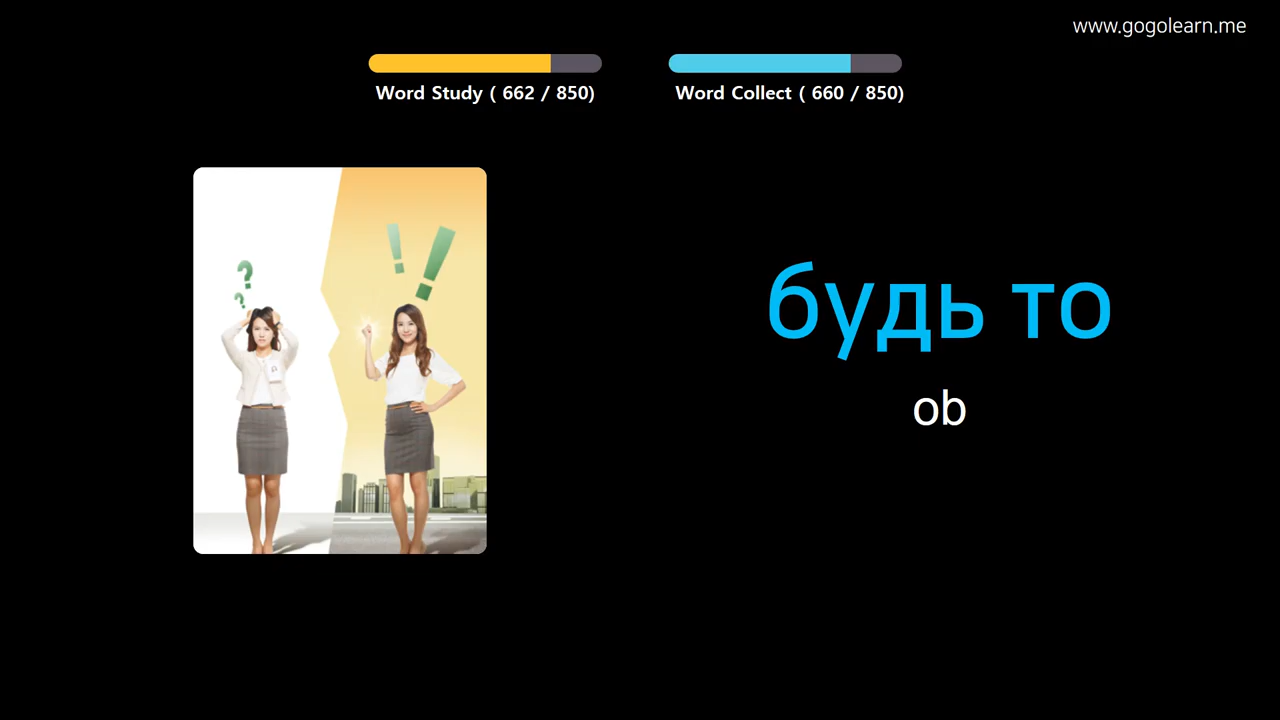 www.gogolearn.me
Word Study ( 662 / 850)
Word Collect ( 660 / 850)
? ?
! !
будь то
ob